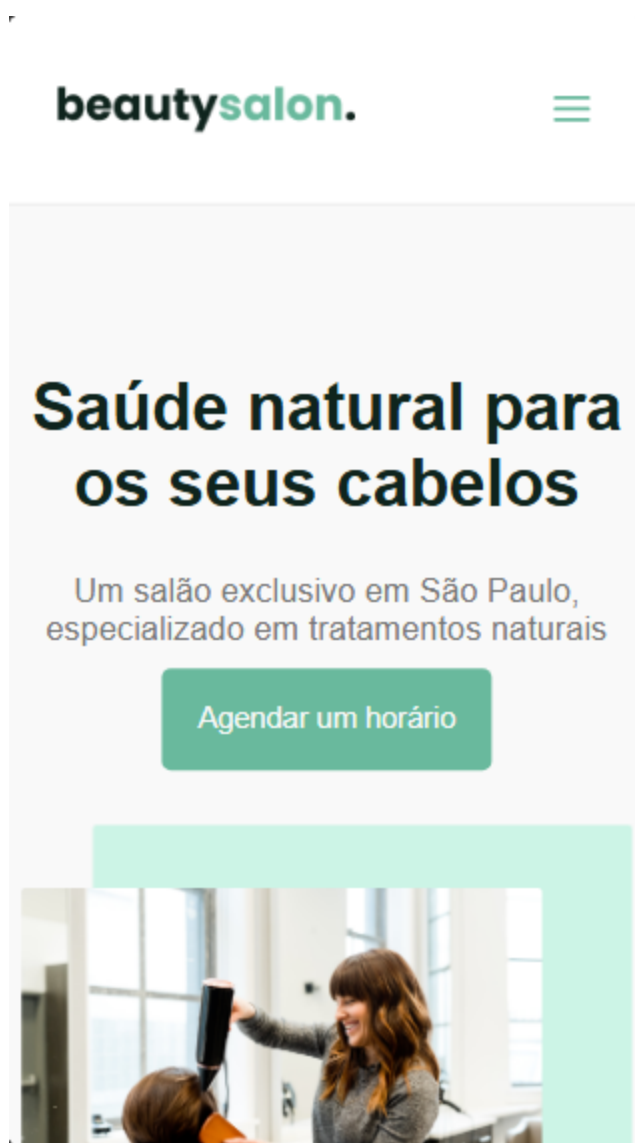 beautysalon.
Saúde natural para
os seus cabelos
Um salão exclusivo em São Paulo,
especializado em tratamentos naturais
Agendar um horário